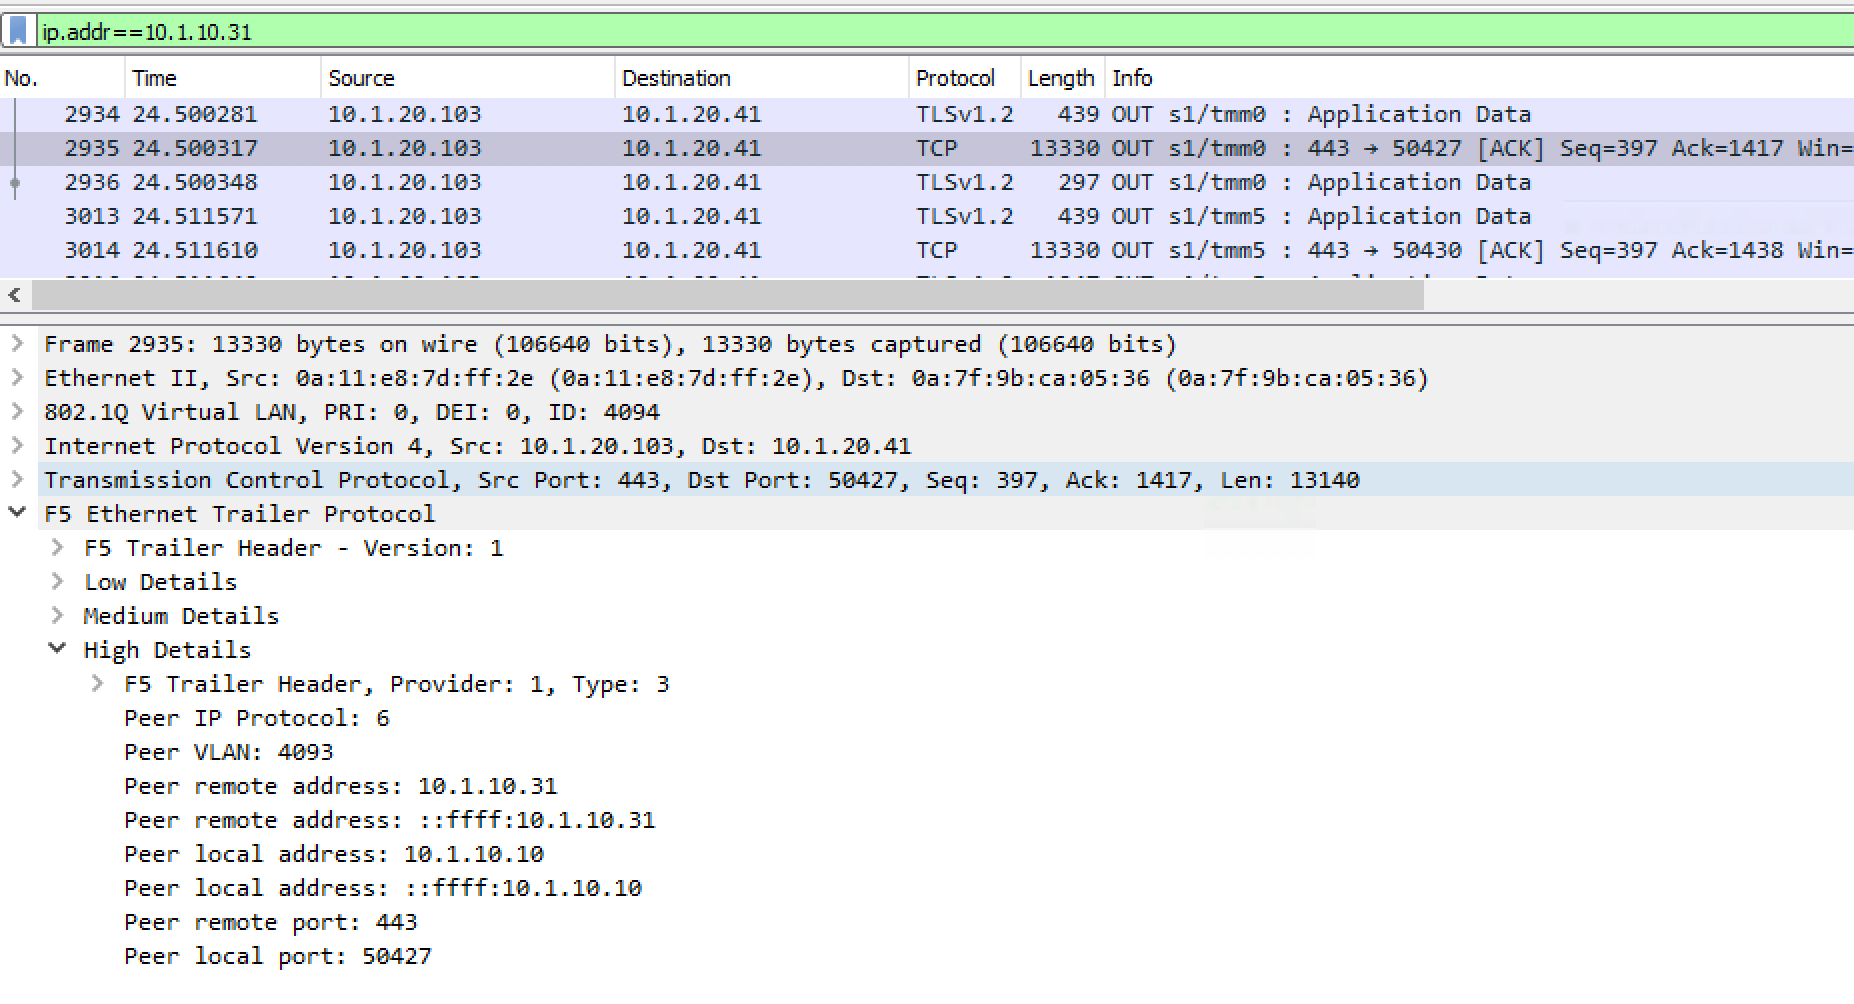 ip.addr==10.1.10.31
No. Time Source Destination Protocol Length Info
2934 24.500281 10.1.20.103 10.1.20.41 TLSv1.2 439 OUT s1/tmm0 : Application Data
2935 24.500317 10.1.20.103 10.1.20.41 TCP 13330 OUT s1/tmm0 : 443 → 50427 [ACK] Seq=397 Ack=1417 Win=
2936 24.500348 10.1.20.103 10.1.20.41 TLSv1.2 297 OUT s1/tmm0 : Application Data
3013 24.511571 10.1.20.103 10.1.20.41 TLSv1.2 439 OUT s1/tmm5 : Application Data
3014 24.511610 10.1.20.103 10.1.20.41 TCP 13330 OUT s1/tmm5 : 443 → 50430 [ACK] Seq=397 Ack=1438 Win=
Frame 2935: 13330 bytes on wire (106640 bits), 13330 bytes captured (106640 bits)
Ethernet II, Src: 0a:11:e8:7d:ff:2e (0a:11:e8:7d:ff:2e), Dst: 0a:7f:9b:ca:05:36 (0a:7f:9b:ca:05:36)
802.1Q Virtual LAN, PRI: 0, DEI: 0, ID: 4094
Internet Protocol Version 4, Src: 10.1.20.103, Dst: 10.1.20.41
Transmission Control Protocol, Src Port: 443, Dst Port: 50427, Seq: 397, Ack: 1417, Len: 13140
F5 Ethernet Trailer Protocol
F5 Trailer Header - Version: 1
Low Details
Medium Details
High Details
F5 Trailer Header, Provider: 1, Type: 3
Peer IP Protocol: 6
Peer VLAN: 4093
Peer remote address: 10.1.10.31
Peer remote address: ::ffff:10.1.10.31
Peer local address: 10.1.10.10
Peer local address: ::ffff:10.1.10.10
Peer remote port: 443
Peer local port: 50427